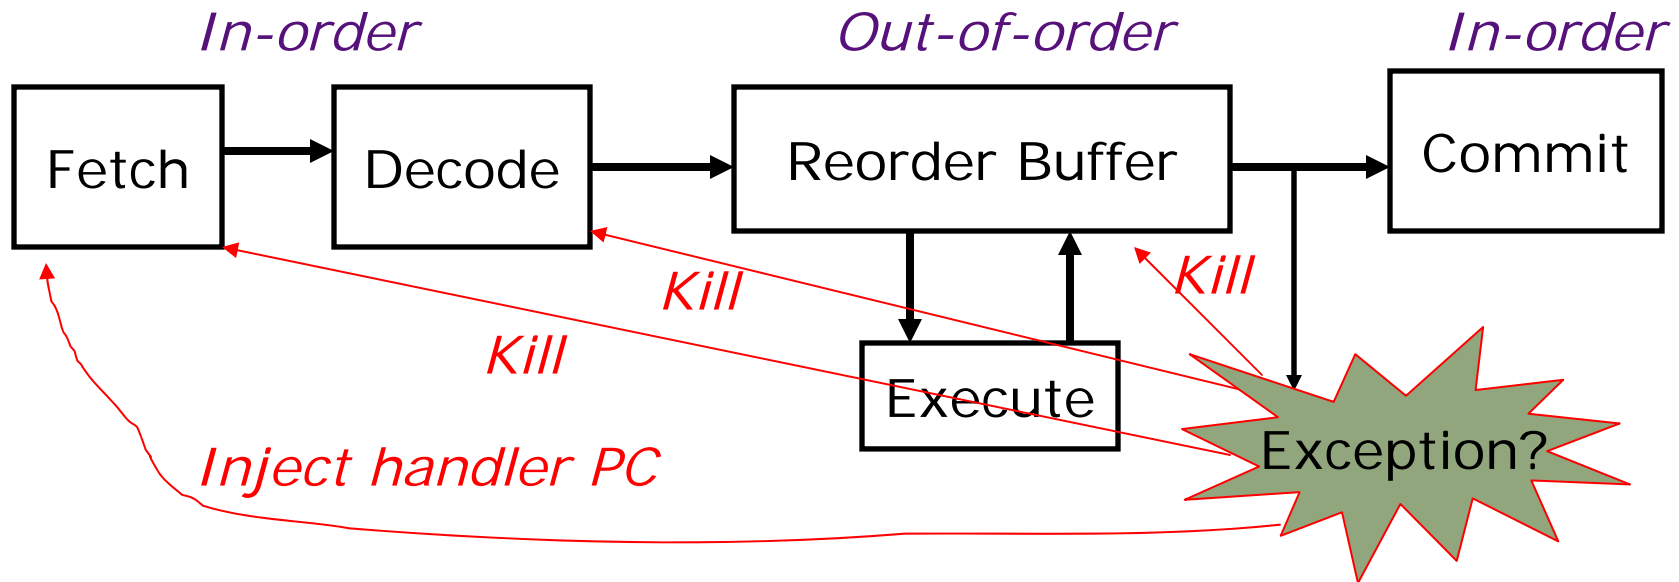 In-order
Out-of-order
In-order
Fetch
Decode
Reorder Buffer
Commit
Kill
Kill
Kill
Execute
Inject handler PC
Exception?